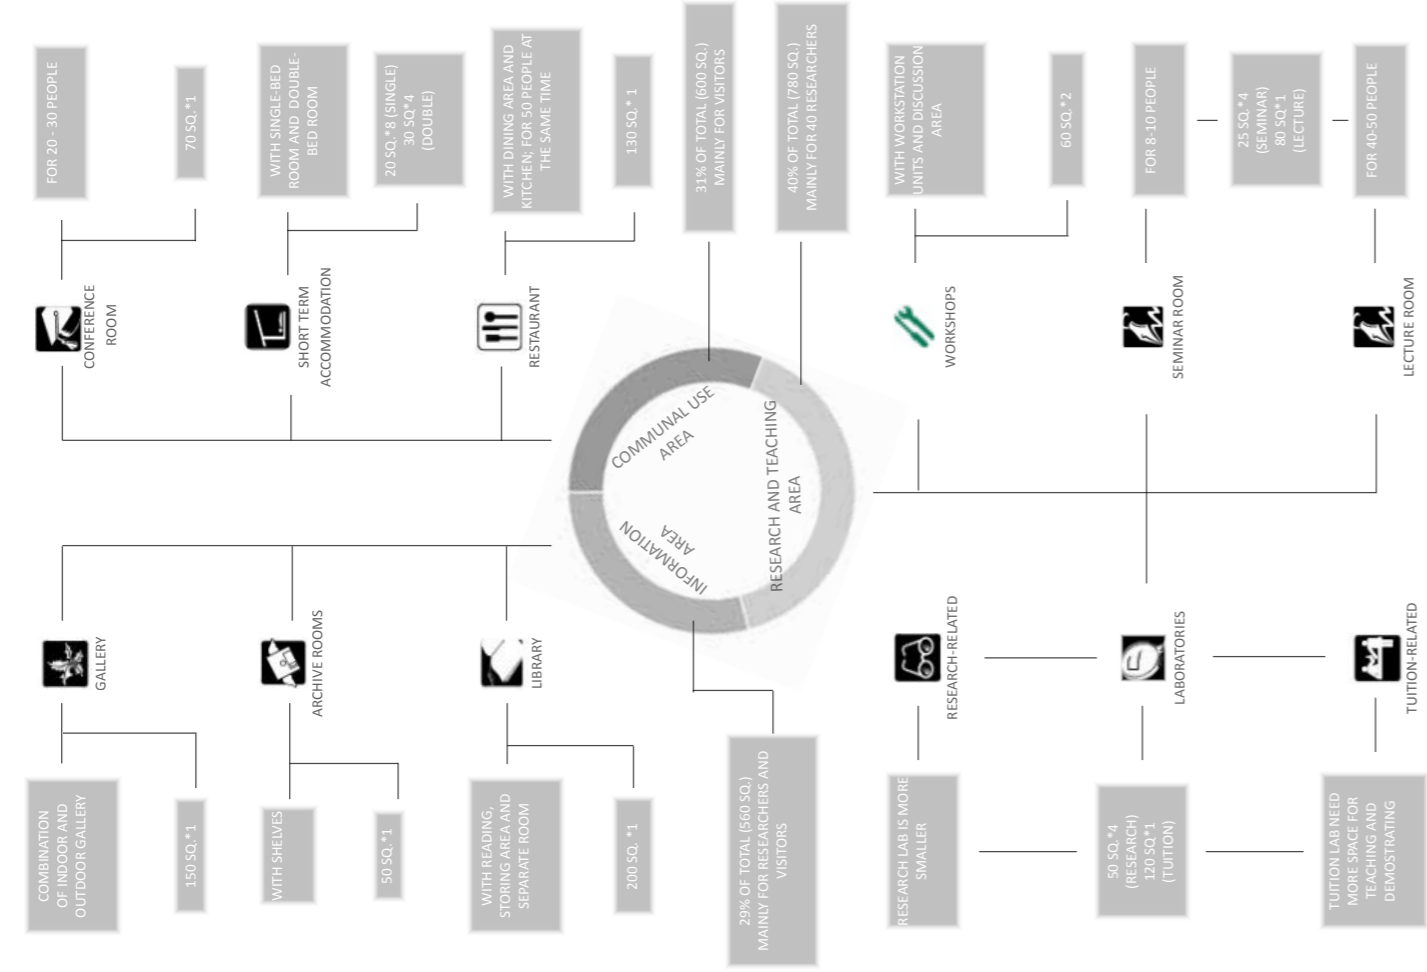 FOR 20 - 30 PEOPLE
70 SQ.*1
CONFERENCE
ROOM
WITH SINGLE-BED
ROOM AND DOUBLE-
BED ROOM
20 SQ.*8 (SINGLE)
30 SQ*4
(DOUBLE)
SHORT TERM
ACCOMMODATION
WITH DINING AREA AND
KITCHEN; FOR 50 PEOPLE AT
THE SAME TIME
130 SQ.* 1
RESTAURANT
31% OF TOTAL (600 SQ.)
MAINLY FOR VISITORS
40% OF TOTAL (780 SQ.)
MAINLY FOR 40 RESEARCHERS
WITH WORKSTATION
UNITS AND DISCUSSION
AREA
60 SQ.*2
WORKSHOPS
FOR 8-10 PEOPLE
SEMINAR ROOM
25 SQ.*4
(SEMINAR)
80 SQ*1
(LECTURE)
FOR 40-50 PEOPLE
LECTURE ROOM
COMMUNAL USE
AREA
RESEARCH AND TEACHING
AREA
INFORMATION
AREA
GALLERY
COMBINATION
OF INDOOR AND
OUTDOOR GALLERY
150 SQ.*1
ARCHIVE ROOMS
WITH SHELVES
50 SQ.*1
LIBRARY
WITH READING,
STORING AREA AND
SEPARATE ROOM
200 SQ. *1
29% OF TOTAL (560 SQ.)
MAINLY FOR RESEARCHERS AND
VISITORS
RESEARCH-RELATED
RESEARCH LAB IS MORE
SMALLER
LABORATORIES
50 SQ.*4
(RESEARCH)
120 SQ*1
(TUITION)
TUITION-RELATED
TUITION LAB NEED
MORE SPACE FOR
TEACHING AND
DEMOSTRATING